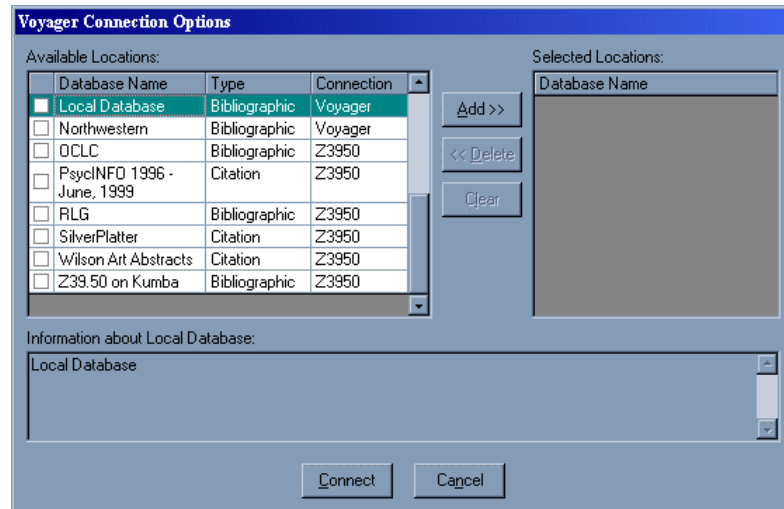 Voyager Connection Options
Available Locations:
Selected Locations:
Database Name Type Connection
Local Database Bibliographic Voyager
Northwestern Bibliographic Voyager
OCLC Bibliographic Z3950
PsycINFO 1996 - Citation Z3950
June, 1999
RLG Bibliographic Z3950
SilverPlatter Citation Z3950
Wilson Art Abstracts Citation Z3950
Z39.50 on Kumba Bibliographic Z3950
Add >>
<< Delete
Clear
Database Name
Information about Local Database:
Local Database
Connect Cancel